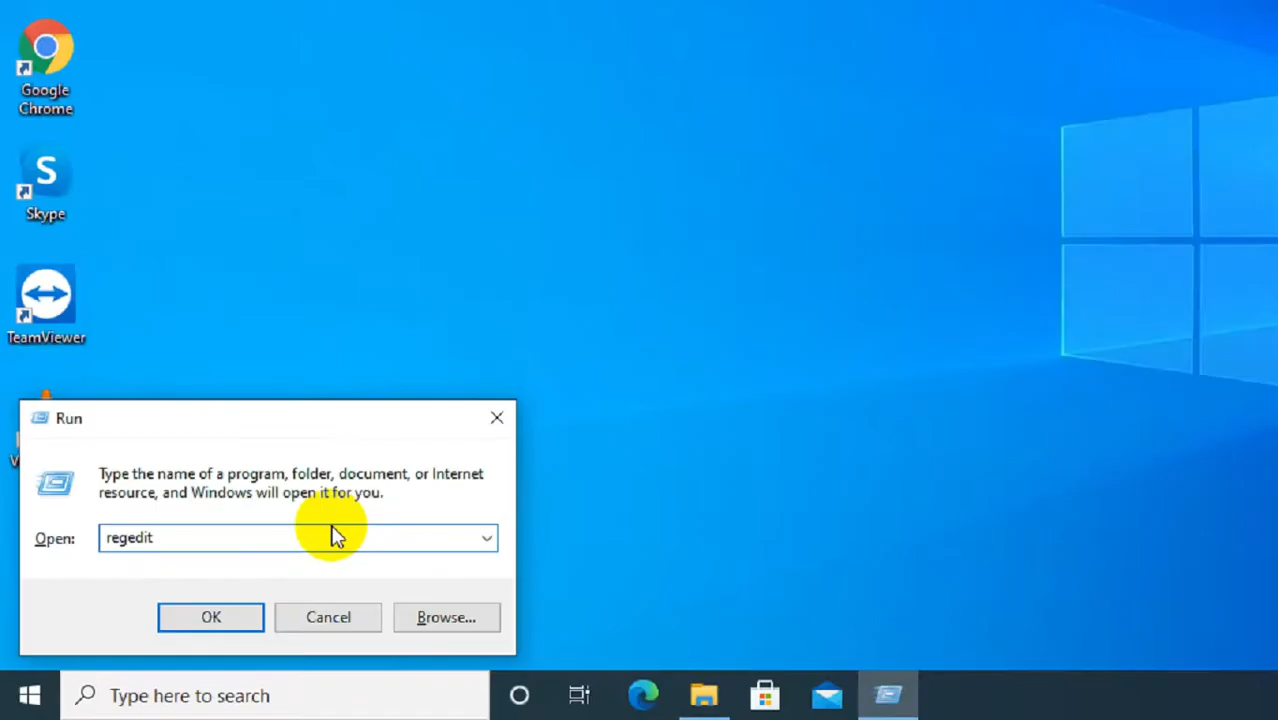 Google
Chrome
S
Skype
TeamViewer
V
Run
Type the name of a program, folder, document, or Internet
resource, and Windows will open it for you.
Open: regedit
OK Cancel Browse...
Type here to search